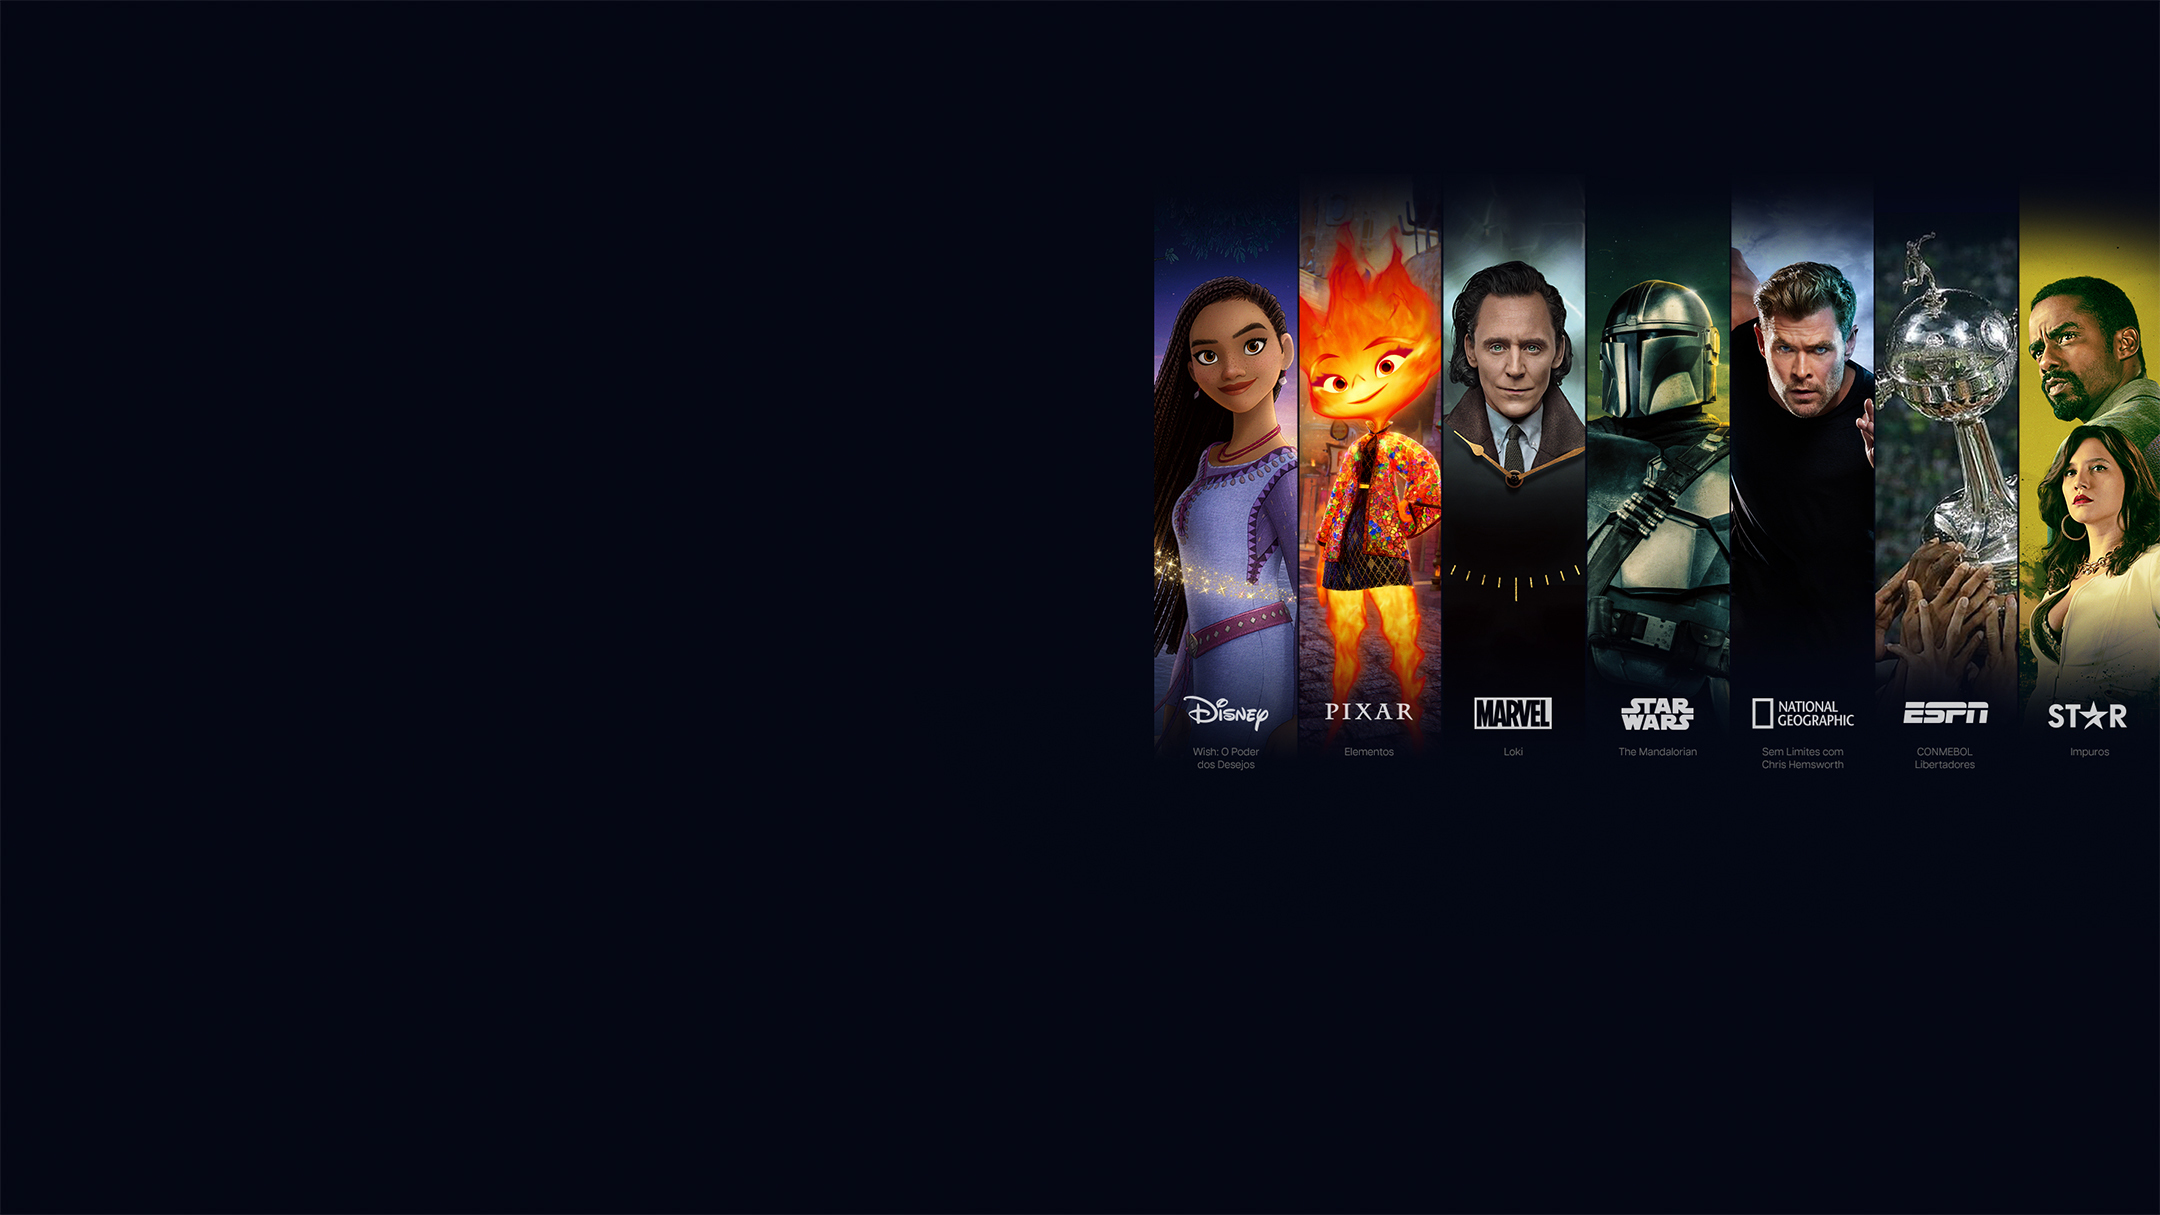 Disney
PIXAR
MARVEL
STAR
WARS
NATIONAL
GEOGRAPHIC
ESPN
STAR
Wish: O Poder
dos Desejos
Elementos
Loki
The Mandalorian
Sem Limites com
Chris Hemsworth
CONMEBOL
Libertadores
Impuros